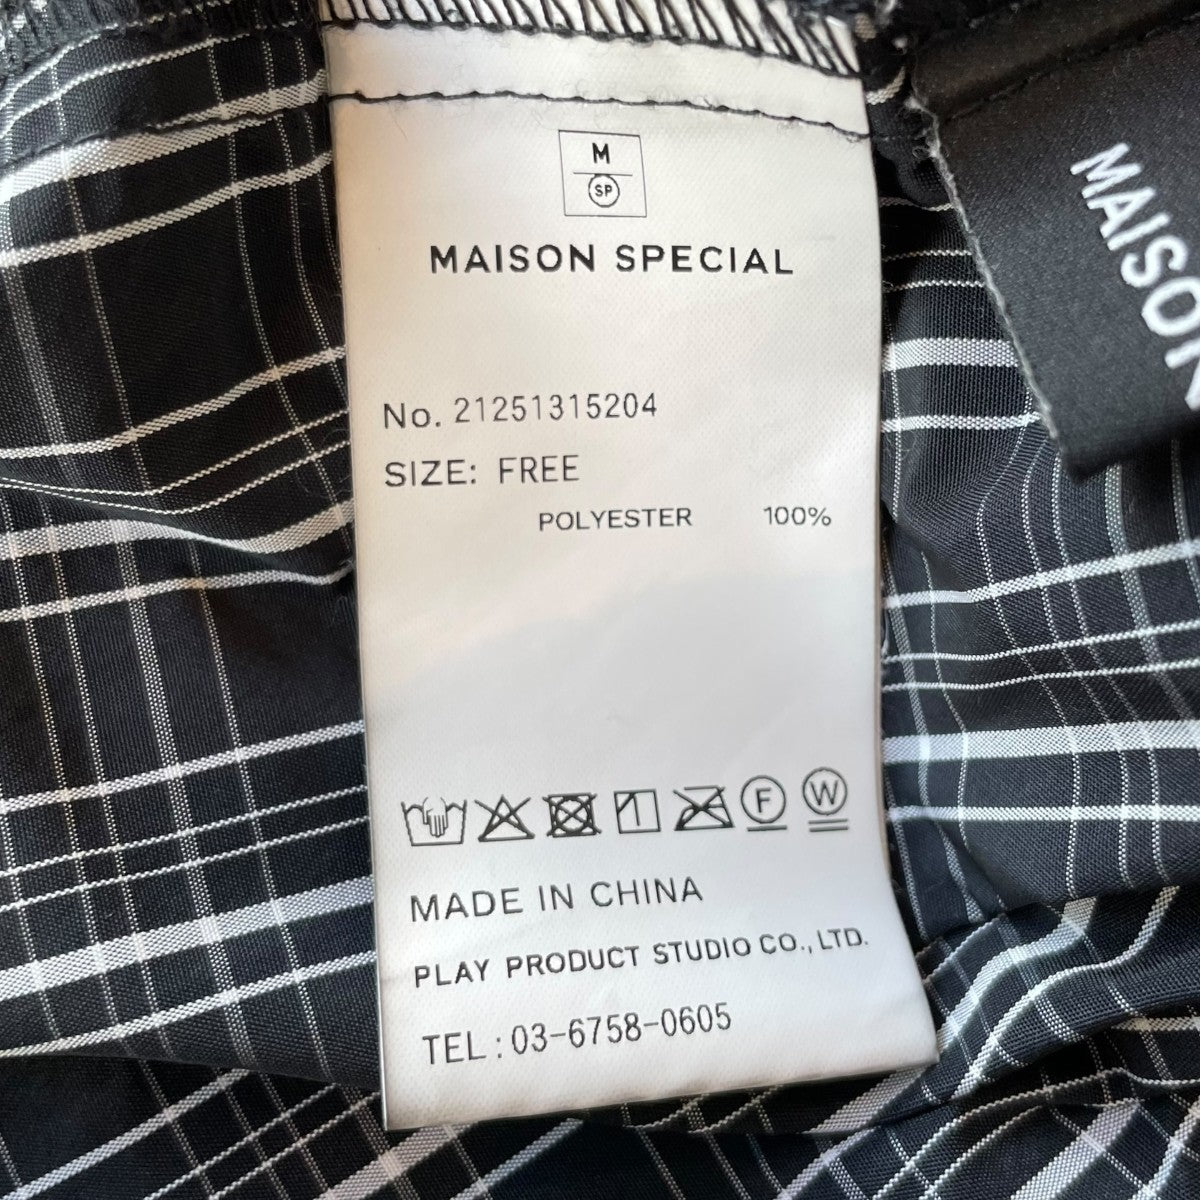 M
SP
MAISON SPECIAL
No. 21251315204
SIZE: FREE
POLYESTER 100%
F W
MADE IN CHINA
PLAY PRODUCT STUDIO CO., LTD.
TEL : 03-6758-0605
MAISON